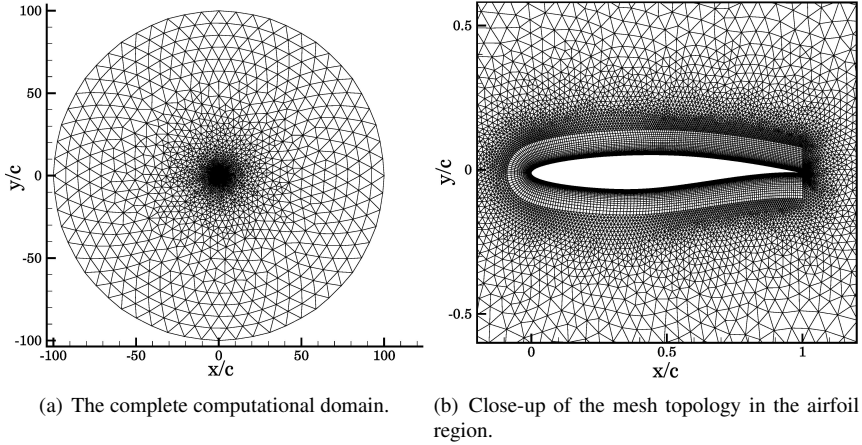 100
50
0
-50
-100
y/c
-100
-50
0
50
100
x/c
0.5
0
-0.5
y/c
0
0.5
1
x/c
(a) The complete computational domain.
(b) Close-up of the mesh topology in the airfoil
region.